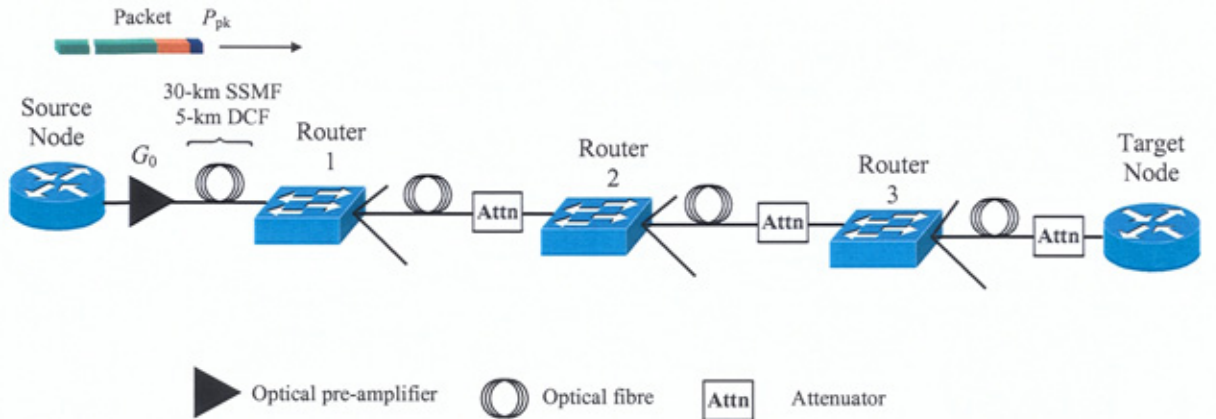 Packet P_pk
30-km SSMF
5-km DCF
Source
Node
G_0
Router
1
Attn
Router
2
Attn
Router
3
Attn
Target
Node
Optical pre-amplifier
Optical fibre
Attn
Attenuator